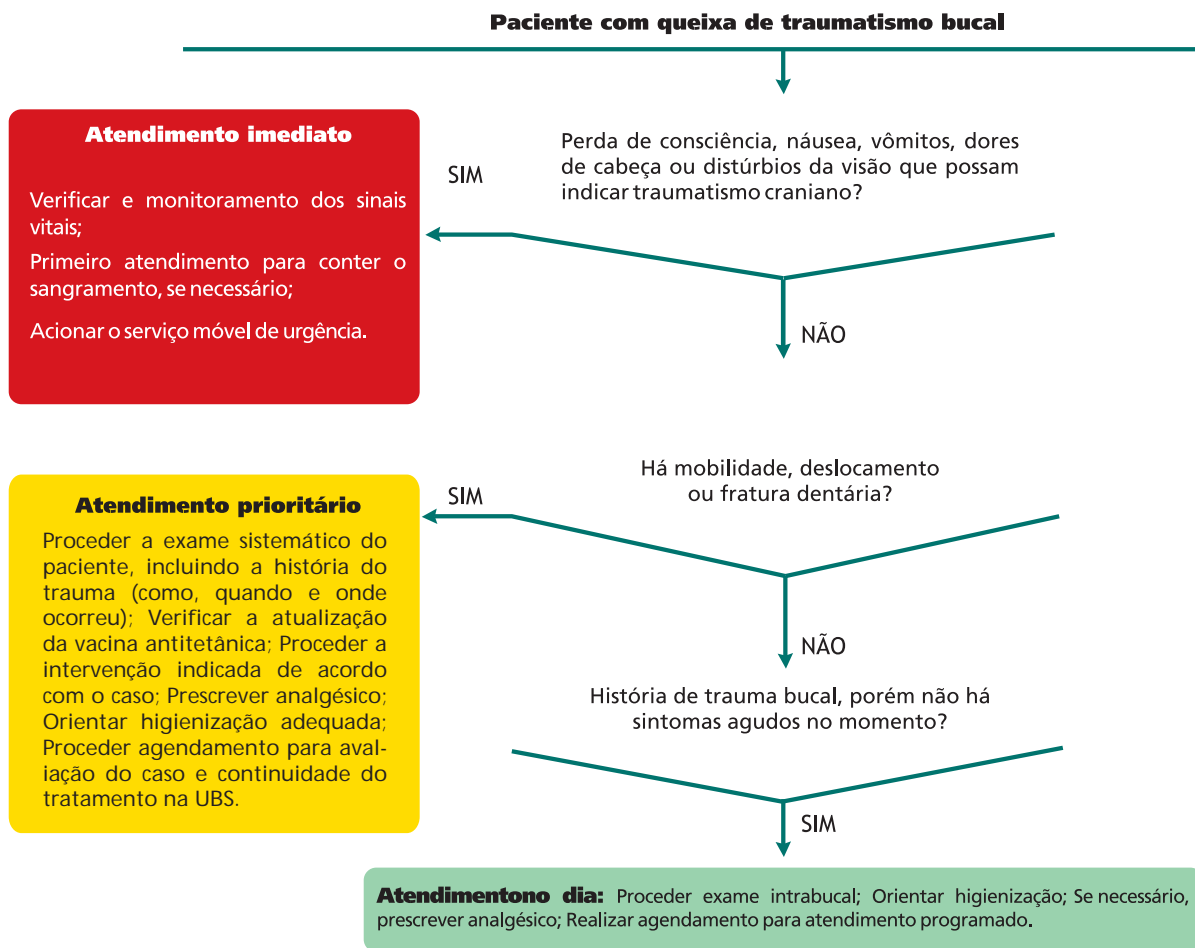 Paciente com queixa de traumatismo bucal
Perda de consciência, náusea, vômitos, dores
de cabeça ou distúrbios da visão que possam
indicar traumatismo craniano?
SIM
Atendimento imediato
Verificar e monitoramento dos sinais
vitais;
Primeiro atendimento para conter o
sangramento, se necessário;
Acionar o serviço móvel de urgência.
NÃO
Há mobilidade, deslocamento
ou fratura dentária?
SIM
Atendimento prioritário
Proceder a exame sistemático do
paciente, incluindo a história do
trauma (como, quando e onde
ocorreu); Verificar a atualização
da vacina antitetânica; Proceder a
intervenção indicada de acordo
com o caso; Prescrever analgésico;
Orientar higienização adequada;
Proceder agendamento para aval-
iação do caso e continuidade do
tratamento na UBS.
NÃO
História de trauma bucal, porém não há
sintomas agudos no momento?
SIM
Atendimentono dia: Proceder exame intrabucal; Orientar higienização; Se necessário,
prescrever analgésico; Realizar agendamento para atendimento programado.